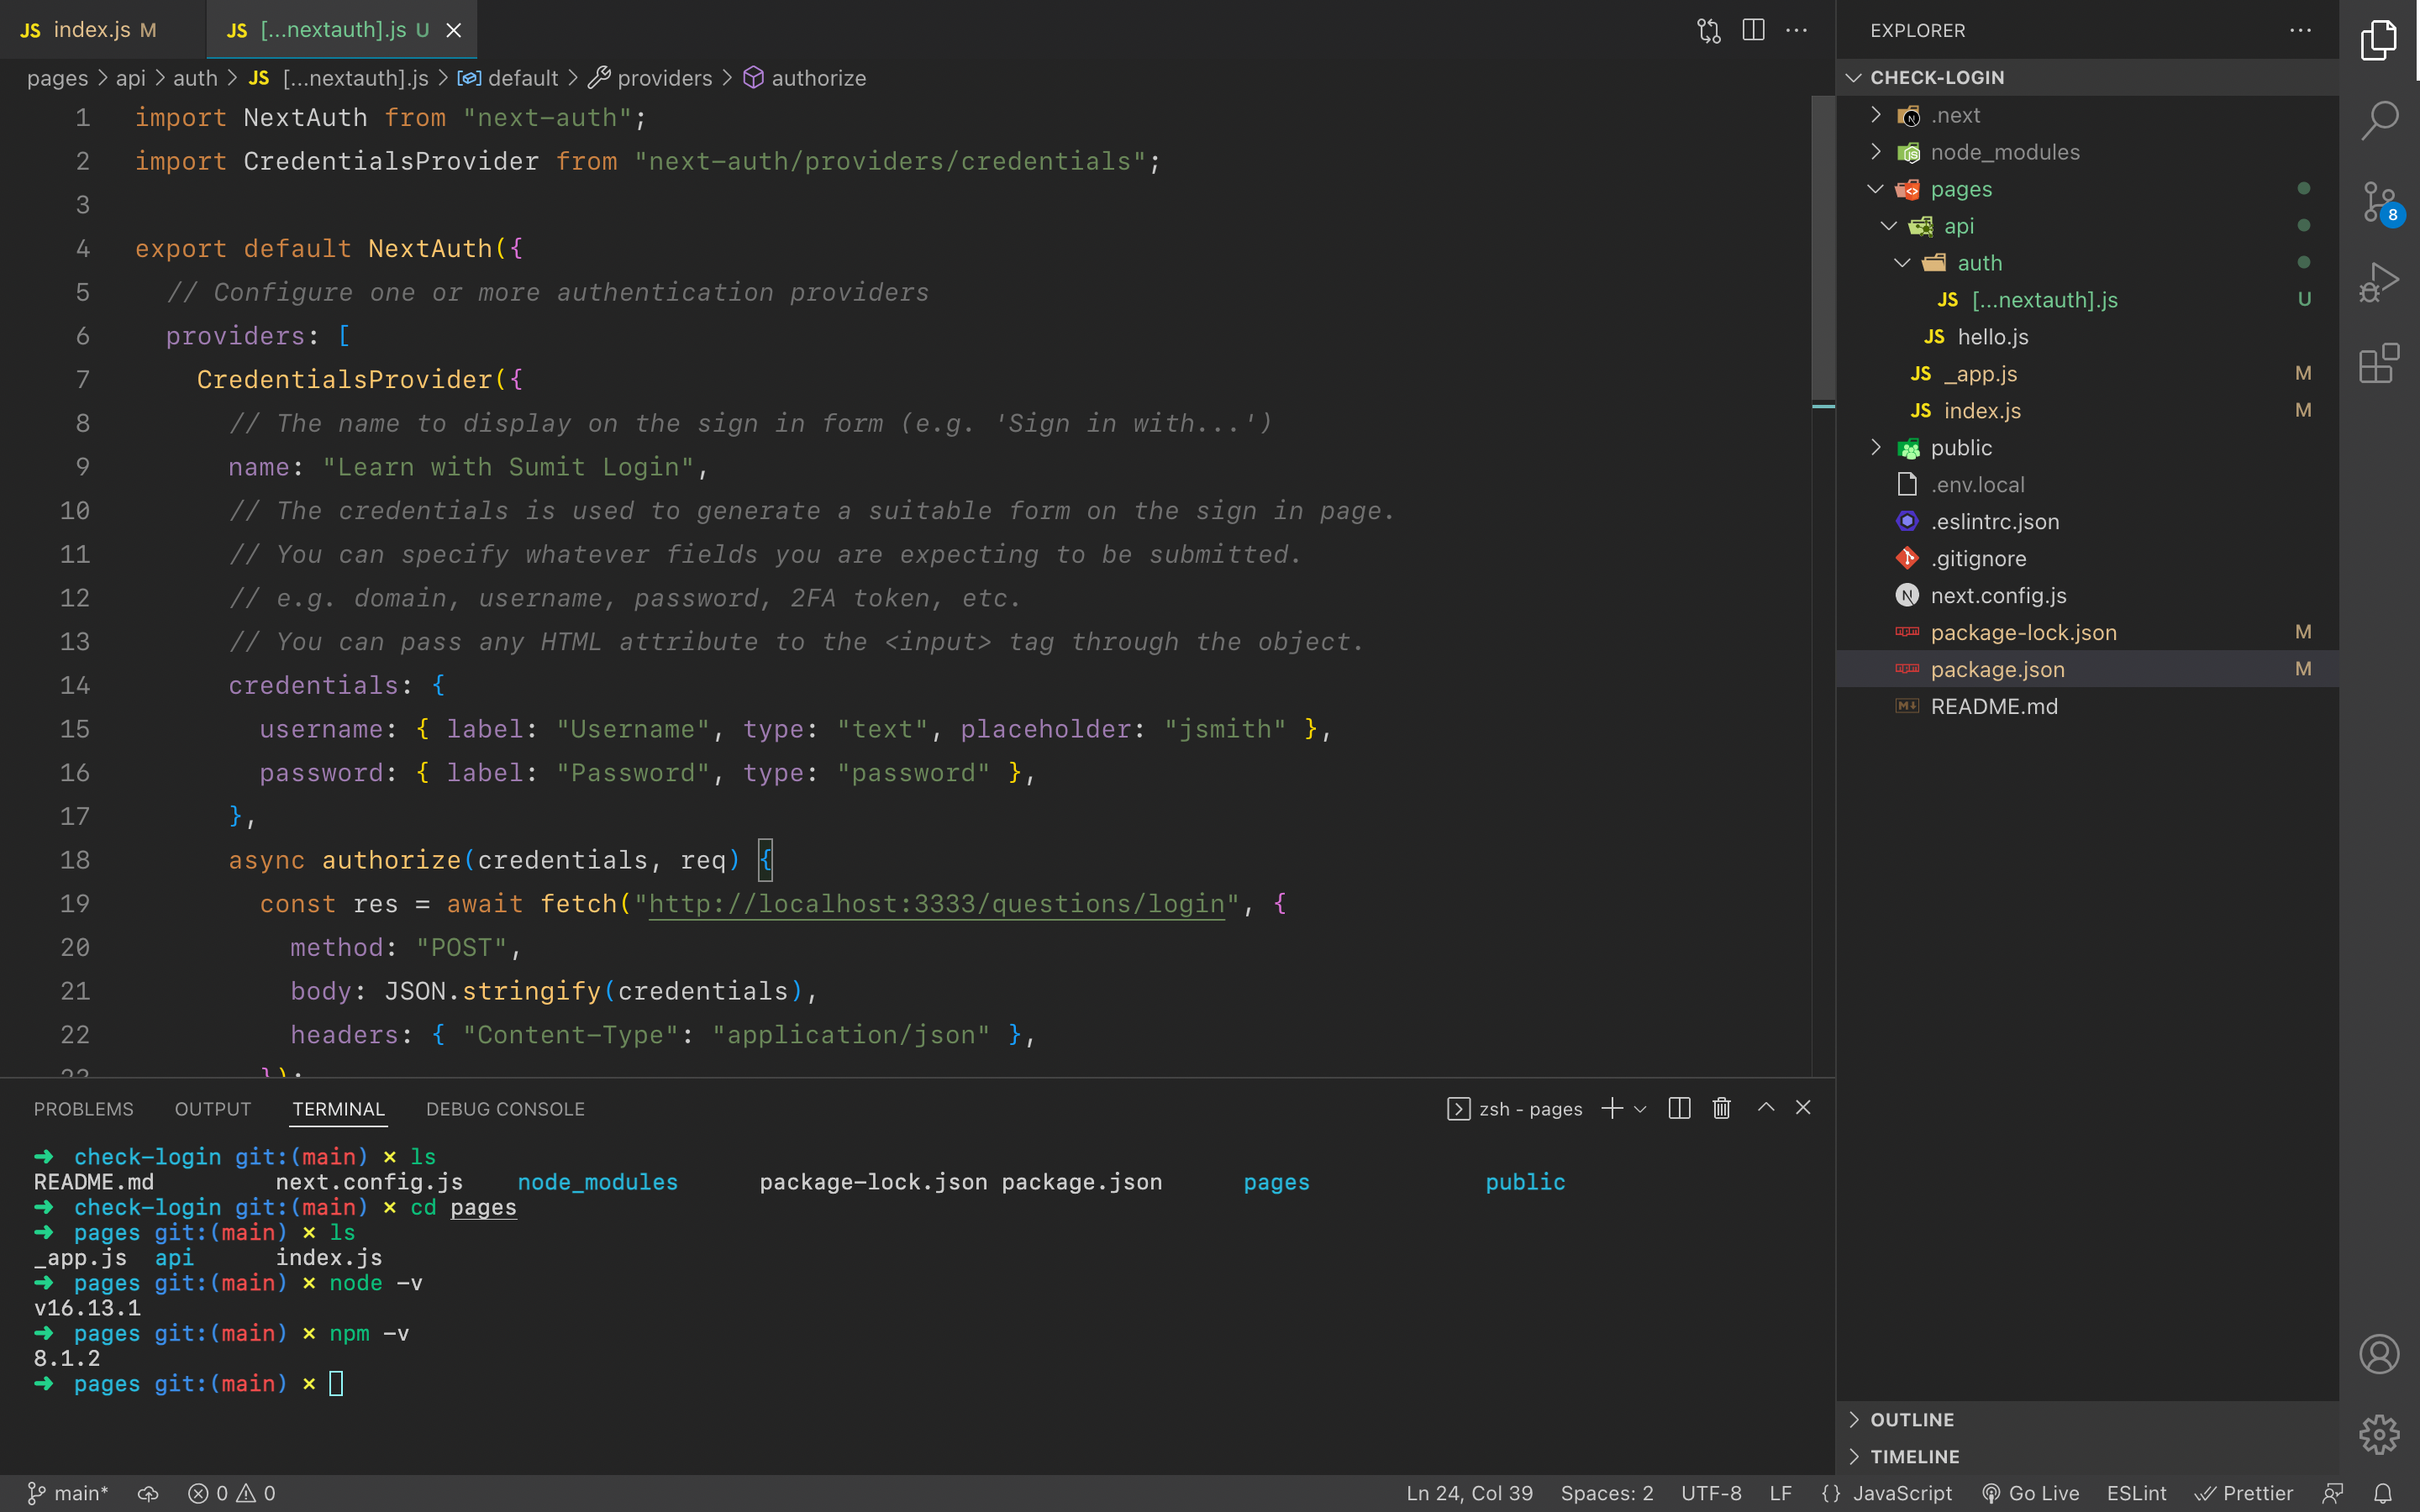 JS index.js M JS [...nextauth].js U
pages > api > auth > JS [...nextauth].js > default > providers > authorize
1 import NextAuth from "next-auth";
2 import CredentialsProvider from "next-auth/providers/credentials";
3
4 export default NextAuth({
5 // Configure one or more authentication providers
6 providers: [
7 CredentialsProvider({
8 // The name to display on the sign in form (e.g. 'Sign in with...')
9 name: "Learn with Sumit Login",
10 // The credentials is used to generate a suitable form on the sign in page.
11 // You can specify whatever fields you are expecting to be submitted.
12 // e.g. domain, username, password, 2FA token, etc.
13 // You can pass any HTML attribute to the <input> tag through the object.
14 credentials: {
15 username: { label: "Username", type: "text", placeholder: "jsmith" },
16 password: { label: "Password", type: "password" },
17 },
18 async authorize(credentials, req) {
19 const res = await fetch("http://localhost:3333/questions/login", {
20 method: "POST",
21 body: JSON.stringify(credentials),
22 headers: { "Content-Type": "application/json" },
23 });
PROBLEMS OUTPUT TERMINAL DEBUG CONSOLE zsh - pages
➜ check-login git:(main) × ls
README.md next.config.js node_modules package-lock.json package.json pages public
➜ check-login git:(main) × cd pages
➜ pages git:(main) × ls
_app.js api index.js
➜ pages git:(main) × node -v
v16.13.1
➜ pages git:(main) × npm -v
8.1.2
➜ pages git:(main) ×
EXPLORER
CHECK-LOGIN
.next
node_modules
pages
api
auth
JS [...nextauth].js U
JS hello.js
JS _app.js M
JS index.js M
public
.env.local
.eslintrc.json
.gitignore
next.config.js
package-lock.json M
package.json M
README.md
OUTLINE
TIMELINE
8
main* 0 0 Ln 24, Col 39 Spaces: 2 UTF-8 LF {} JavaScript Go Live ESLint Prettier